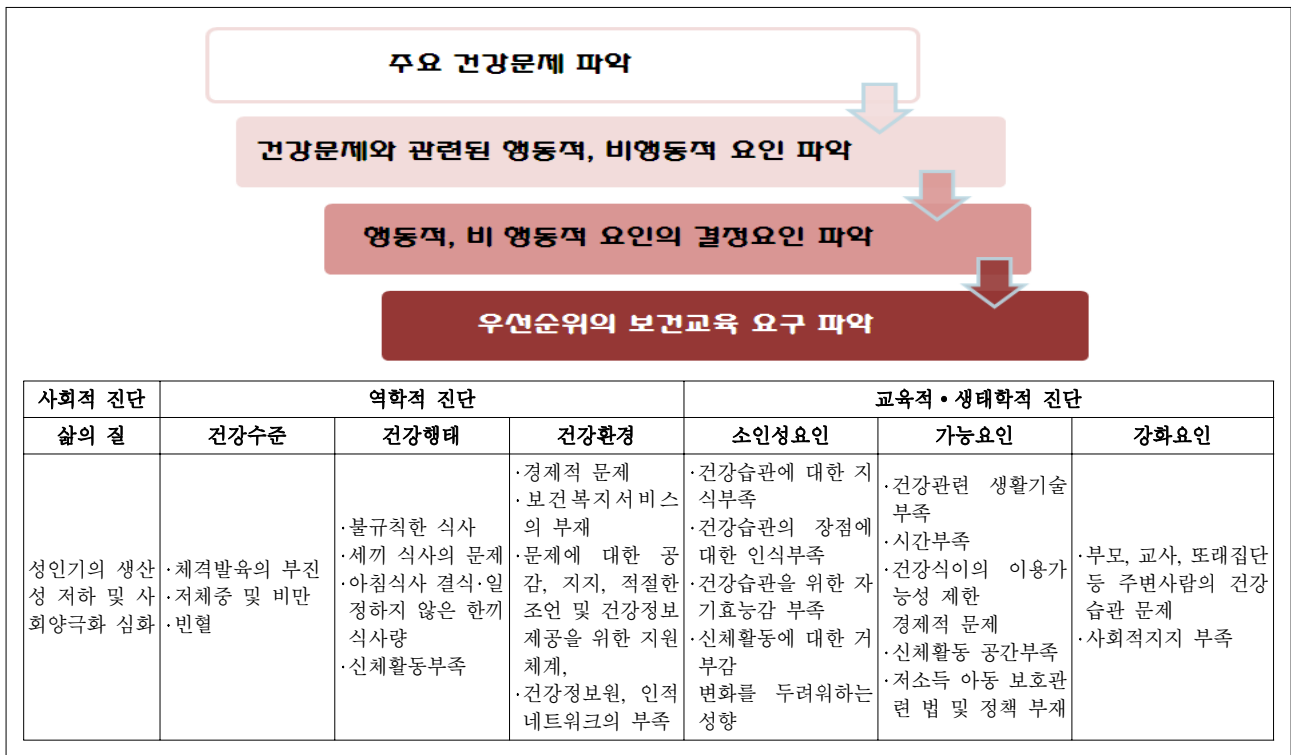 주요 건강문제 파악
건강문제와 관련된 행동적, 비행동적 요인 파악
행동적, 비 행동적 요인의 결정요인 파악
우선순위의 보건교육 요구 파악
사회적 진단
역학적 진단
교육적•생태학적 진단
삶의 질
건강수준
건강행태
건강환경
소인성요인
가능요인
강화요인
성인기의 생산
성 저하 및 사
회양극화 심화
·체격발육의 부진
·저체중 및 비만
·빈혈
·불규칙한 식사
·세끼 식사의 문제
·아침식사 결식·일
정하지 않은 한끼
식사량
·신체활동부족
·경제적 문제
·보건복지서비스
의 부재
·문제에 대한 공
감, 지지, 적절한
조언 및 건강정보
제공을 위한 지원
체계,
·건강정보원, 인적
네트워크의 부족
·건강습관에 대한 지
식부족
·건강습관의 장점에
대한 인식부족
·건강습관을 위한 자
기효능감 부족
·신체활동에 대한 거
부감
변화를 두려워하는
성향
·건강관련 생활기술
부족
·시간부족
·건강식이의 이용가
능성 제한
경제적 문제
·신체활동 공간부족
·저소득 아동 보호관
련 법 및 정책 부재
·부모, 교사, 또래집단
등 주변사람의 건강
습관 문제
·사회적지지 부족